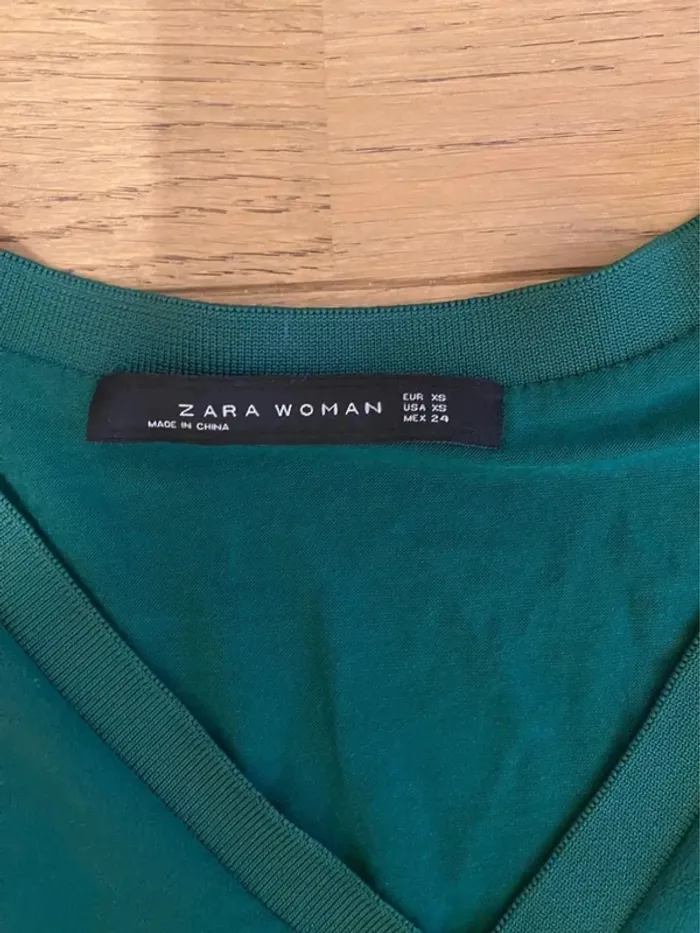 ZARA WOMAN
MADE IN CHINA
EUR XS
USA XS
MEX 24